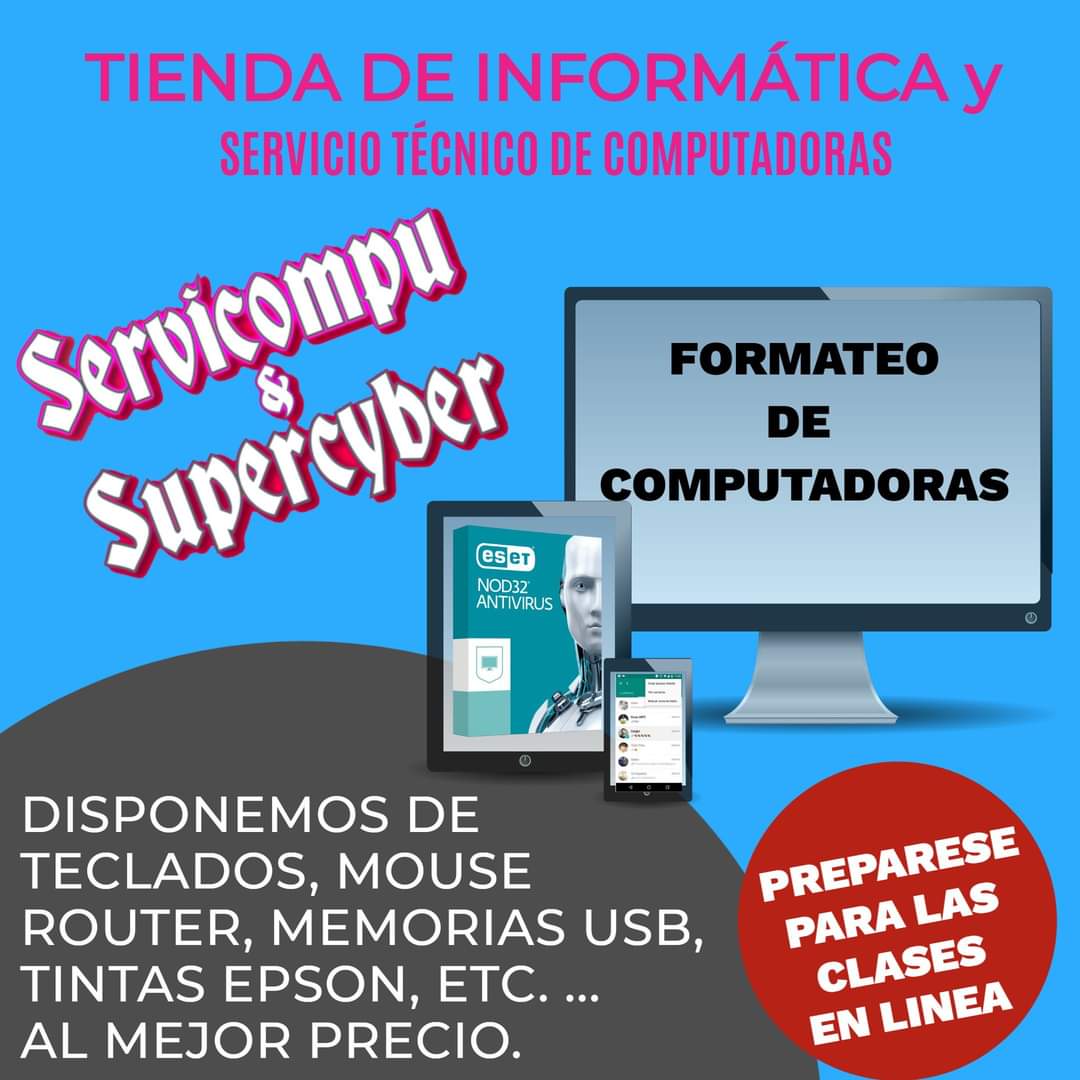 TIENDA DE INFORMÁTICA y
SERVICIO TÉCNICO DE COMPUTADORAS
Servicompu
&
Supercyber
FORMATEO
DE
COMPUTADORAS
eset
NOD32
ANTIVIRUS
DISPONEMOS DE
TECLADOS, MOUSE
ROUTER, MEMORIAS USB,
TINTAS EPSON, ETC. ...
AL MEJOR PRECIO.
PREPARESE
PARA LAS
CLASES
EN LINEA